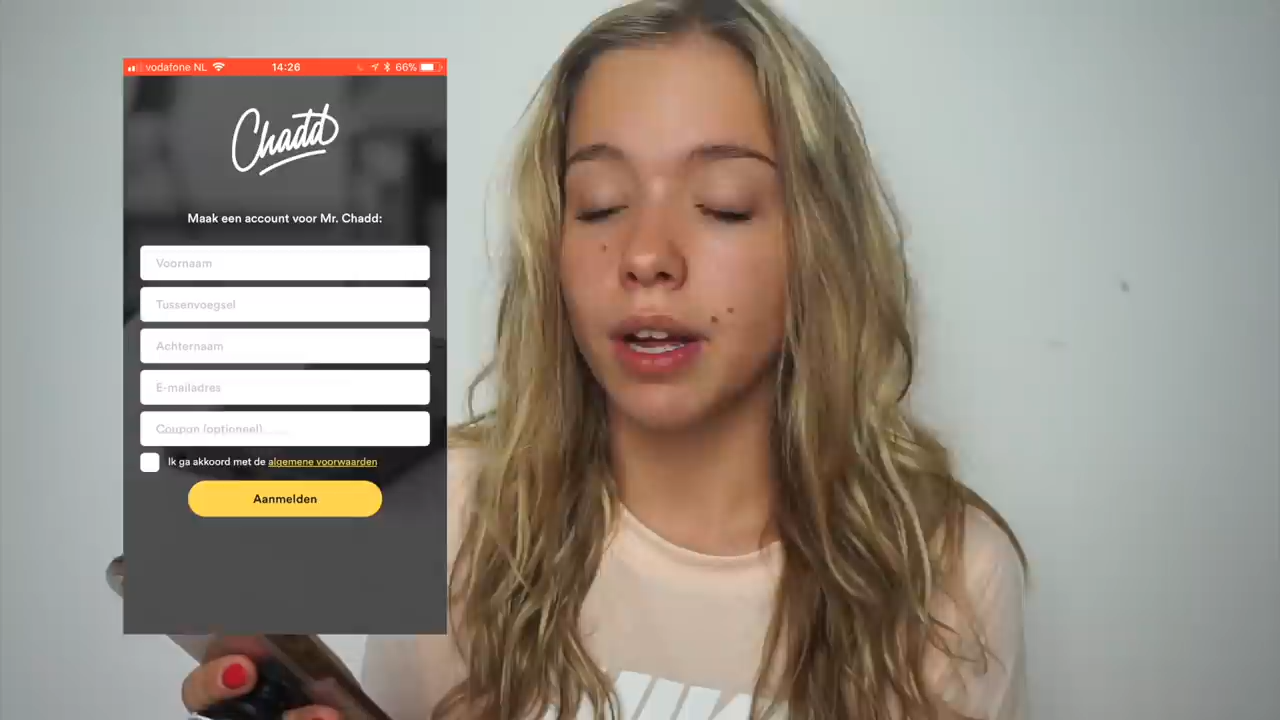 vodafone NL 14:26 66%
Chadd
Maak een account voor Mr. Chadd:
Voornaam
Tussenvoegsel
Achternaam
E-mailadres
Coupon (optioneel)
Ik ga akkoord met de algemene voorwaarden
Aanmelden